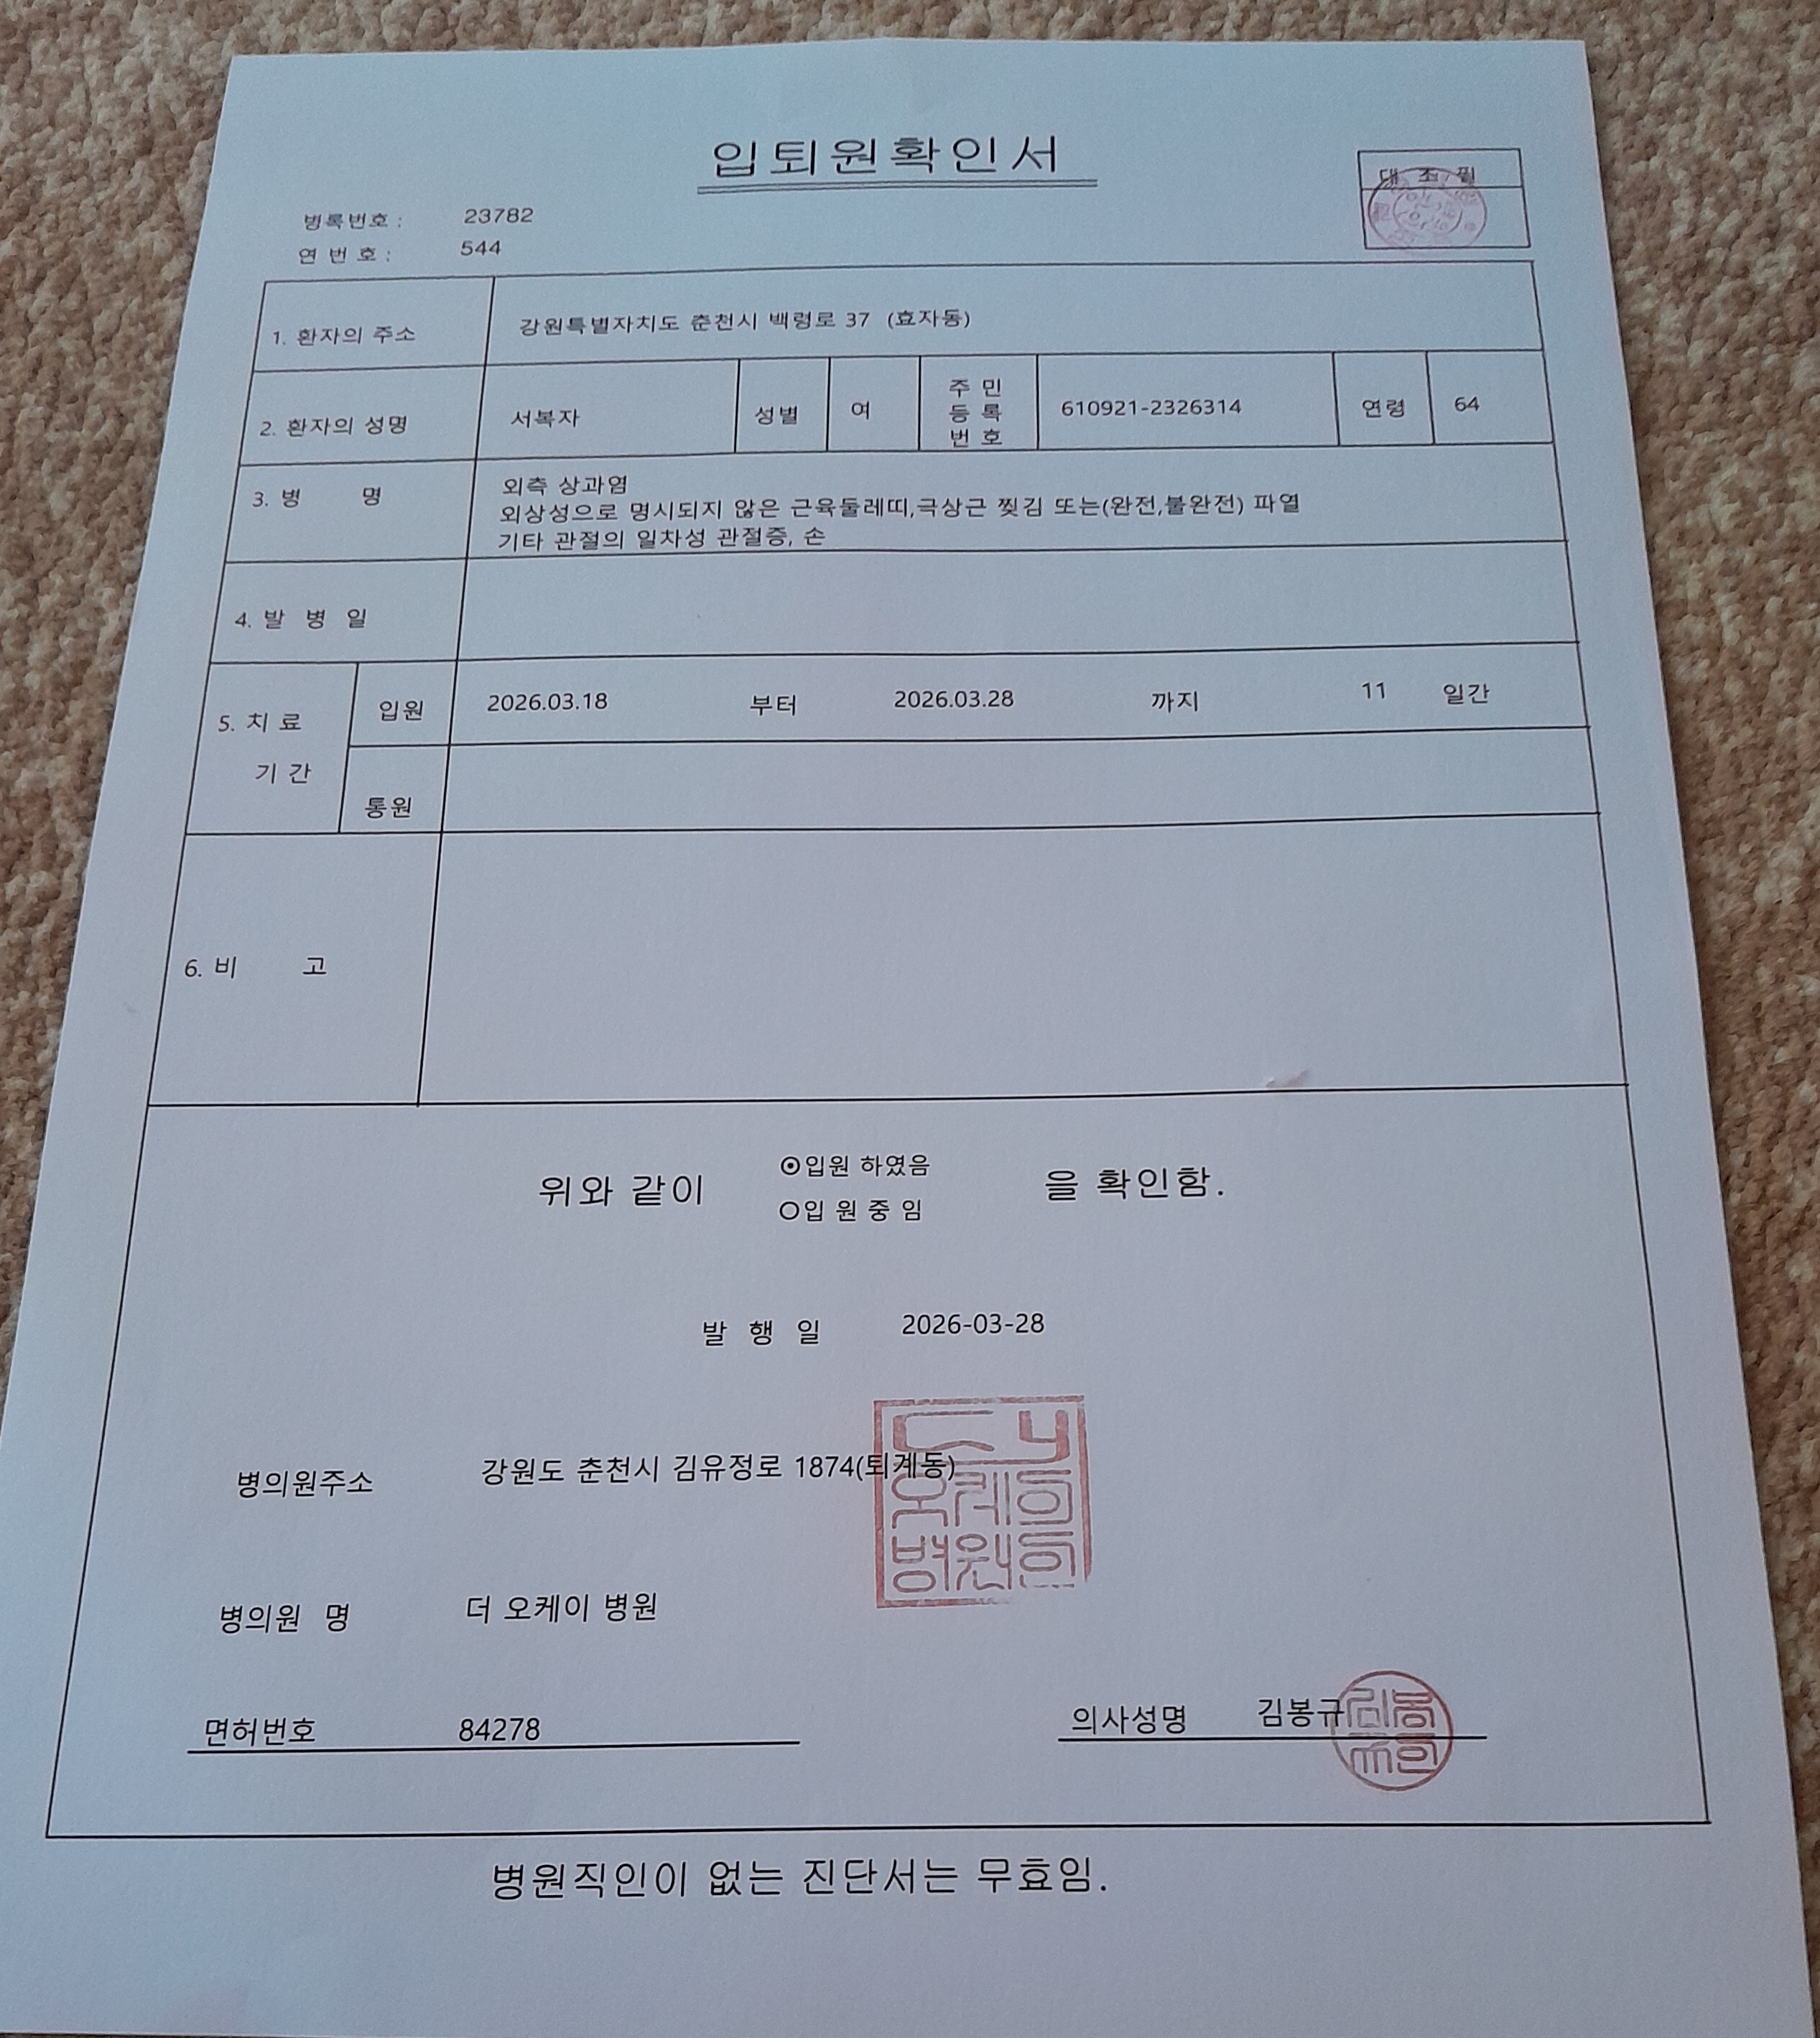 입퇴원확인서
대 조 필
병록번호 : 23782
연 번 호 : 544
1. 환자의 주소 강원특별자치도 춘천시 백령로 37 (효자동)
2. 환자의 성명 서복자 성별 여 주민등록번호 610921-2326314 연령 64
3. 병 명 외측 상과염
외상성으로 명시되지 않은 근육둘레띠,극상근 찢김 또는(완전,불완전) 파열
기타 관절의 일차성 관절증, 손
4. 발 병 일
5. 치 료 기 간
입원 2026.03.18 부터 2026.03.28 까지 11 일간
통원
6. 비 고
위와 같이 ⊙입원 하였음 을 확인함.
○입 원 중 임
발 행 일 2026-03-28
병의원주소 강원도 춘천시 김유정로 1874(퇴계동)
병의원 명 더 오케이 병원
면허번호 84278 의사성명 김봉규
병원직인이 없는 진단서는 무효임.